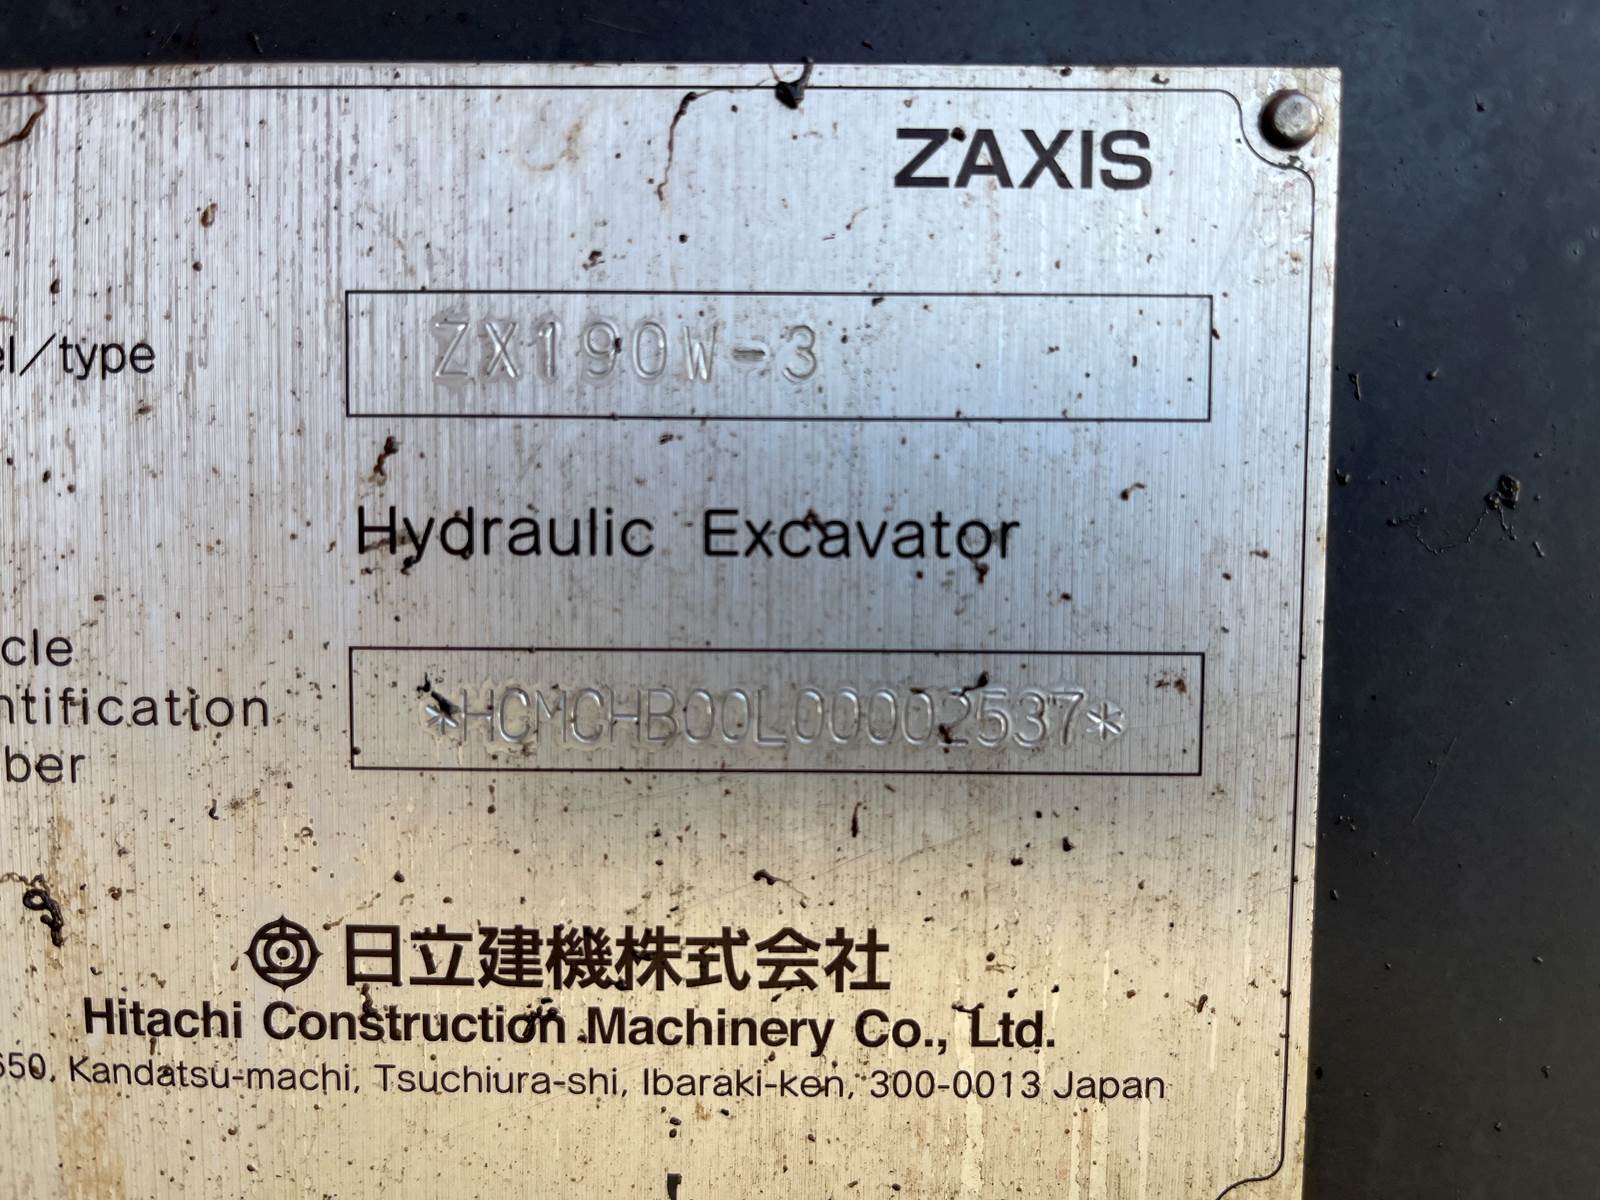 ZAXIS
el/type
ZX190W-3
Hydraulic Excavator
cle
ntification
ber
*HCMCHB00L00002537*
日立建機株式会社
Hitachi Construction Machinery Co., Ltd.
650, Kandatsu-machi, Tsuchiura-shi, Ibaraki-ken, 300-0013 Japan